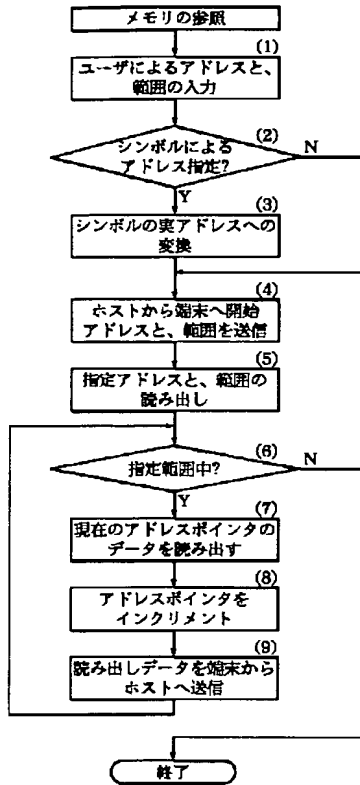 メモリの参照
(1)
ユーザによるアドレスと、
範囲の入力
(2)
シンボルによる
アドレス指定?
N
Y
(3)
シンボルの実アドレスへの
変換
(4)
ホストから端末へ開始
アドレスと、範囲を送信
(5)
指定アドレスと、範囲の
読み出し
(6)
指定範囲中?
N
Y
(7)
現在のアドレスポインタの
データを読み出す
(8)
アドレスポインタを
インクリメント
(9)
読み出しデータを端末から
ホストへ送信
終了